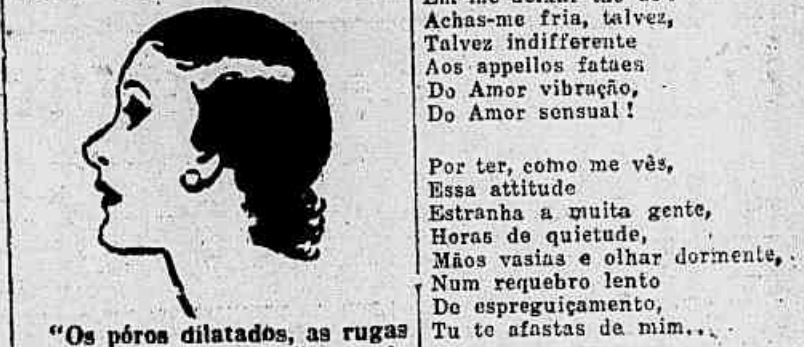 "Os póros dilatados, as rugas
Achas-me fria, talvez,
Talvez indifferente
Aos appellos fataes
Do Amor vibração,
Do Amor sensual!
Por ter, como me vês,
Essa attitude
Estranha a muita gente,
Horas de quietude,
Mãos vasias e olhar dormente,
Num requebro lento
De espreguiçamento,
Tu te afastas de mim...